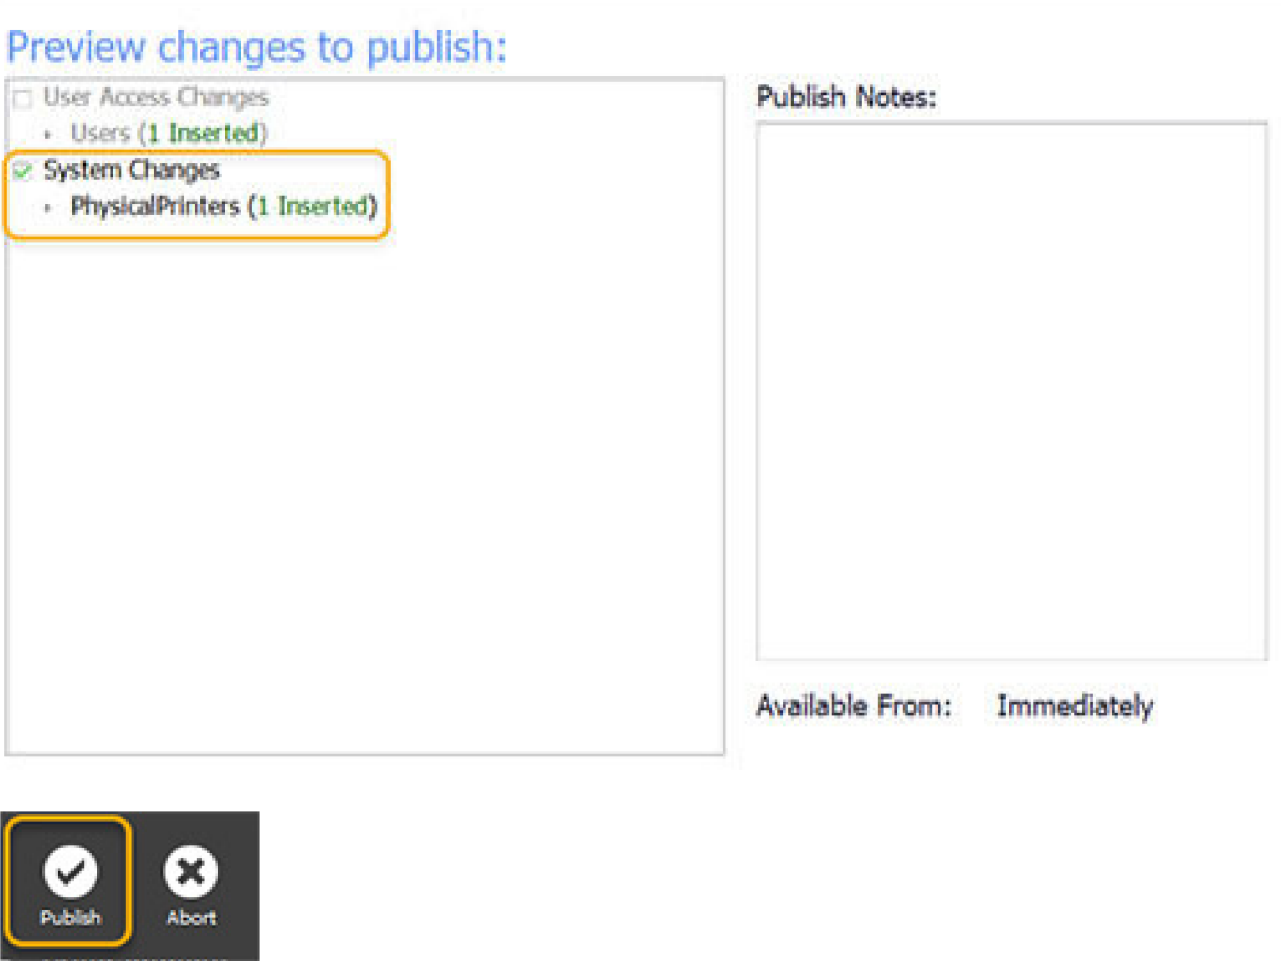 Preview changes to publish:
User Access Changes
Users (1 Inserted)
System Changes
PhysicalPrinters (1 Inserted)
Publish Notes:
Available From: Immediately
Publish
Abort